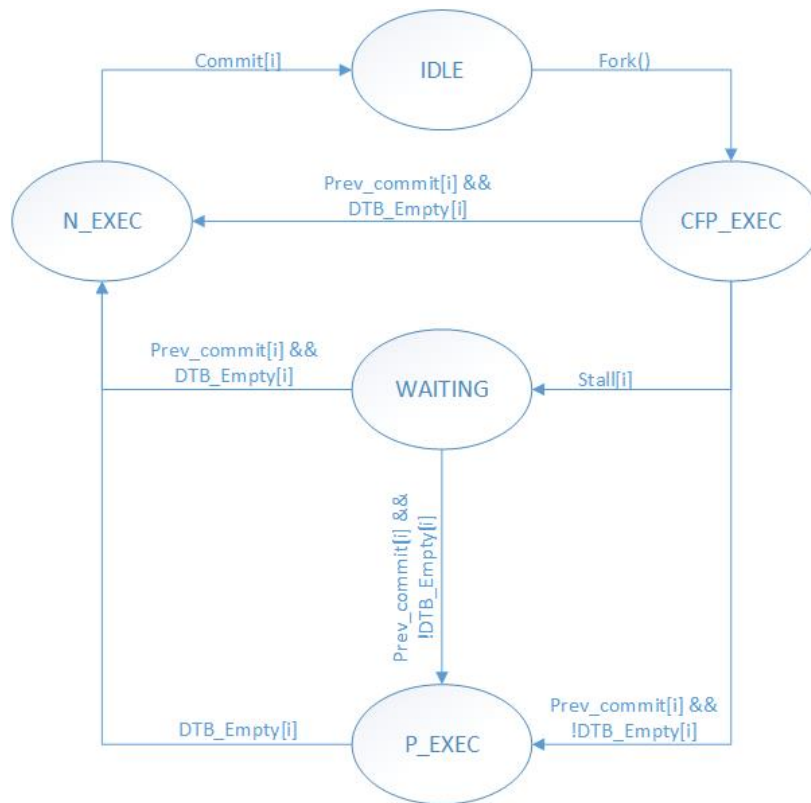 IDLE
Commit[i]
Fork()
Prev_commit[i] &&
DTB_Empty[i]
N_EXEC
CFP_EXEC
Prev_commit[i] &&
DTB_Empty[i]
WAITING
Stall[i]
Prev_commit[i] &&
!DTB_Empty[i]
Prev_commit[i] &&
!DTB_Empty[i]
DTB_Empty[i]
P_EXEC